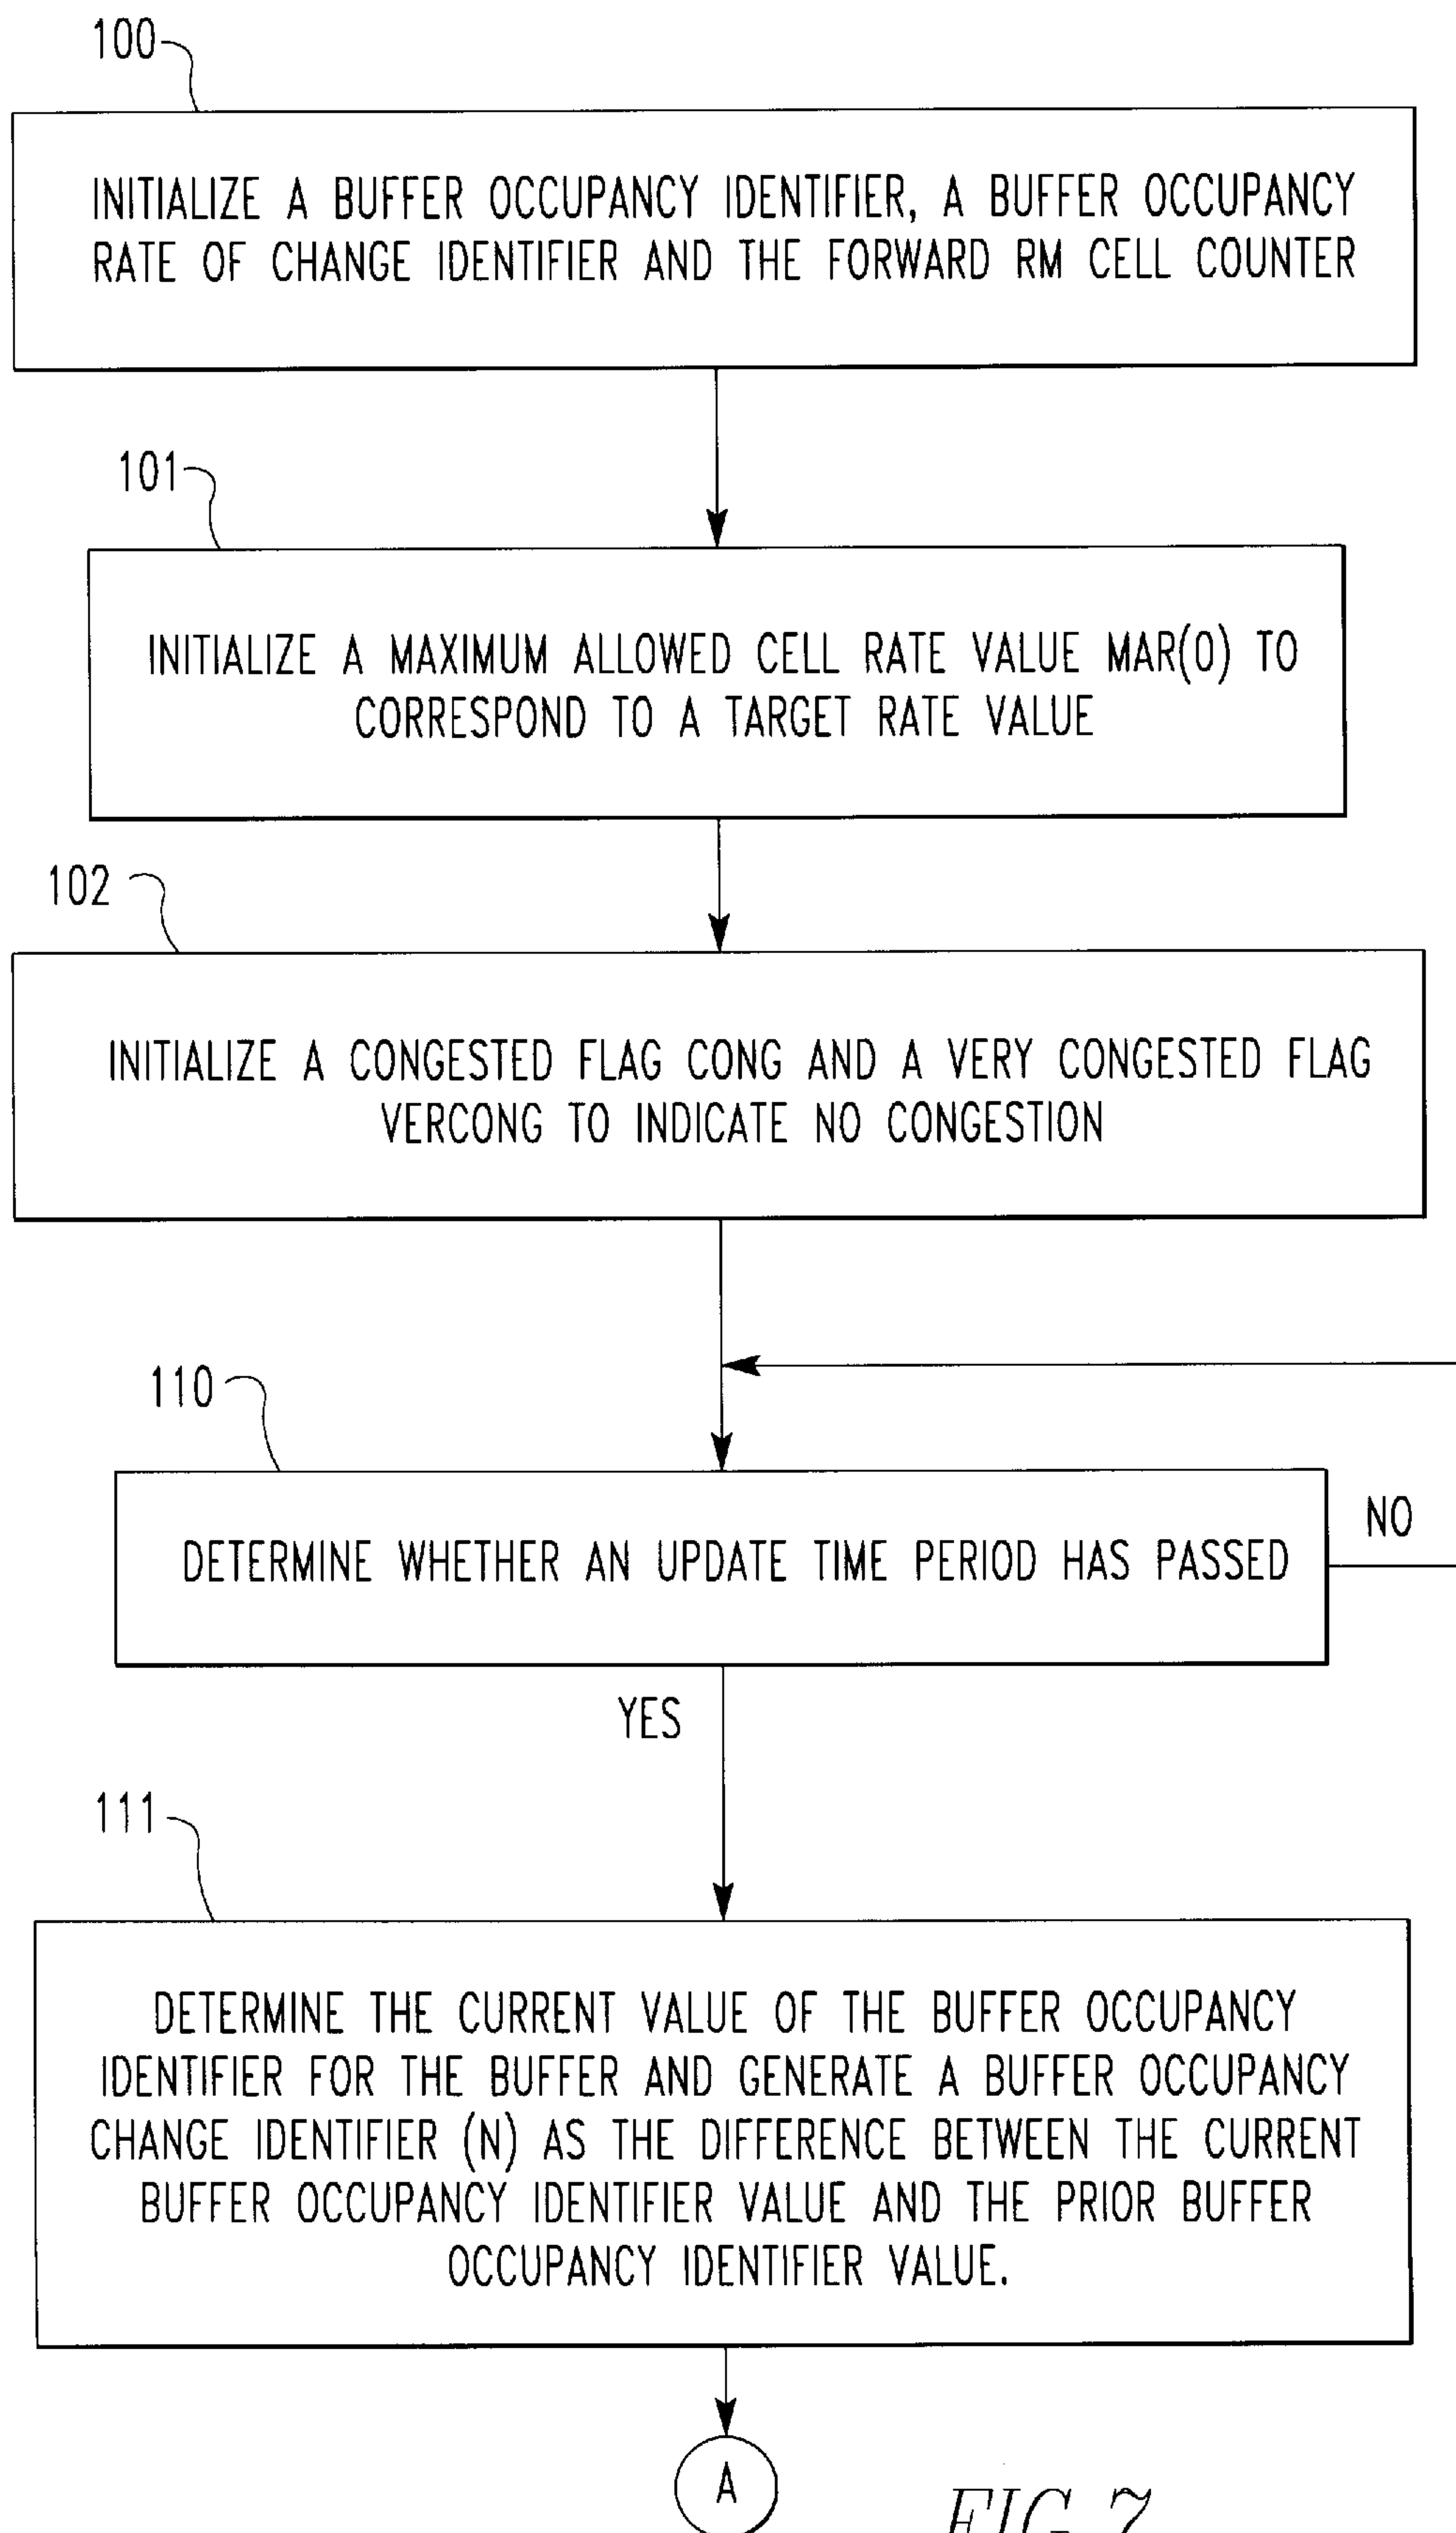 100
INITIALIZE A BUFFER OCCUPANCY IDENTIFIER, A BUFFER OCCUPANCY
RATE OF CHANGE IDENTIFIER AND THE FORWARD RM CELL COUNTER
101
INITIALIZE A MAXIMUM ALLOWED CELL RATE VALUE MAR(0) TO
CORRESPOND TO A TARGET RATE VALUE
102
INITIALIZE A CONGESTED FLAG CONG AND A VERY CONGESTED FLAG
VERCONG TO INDICATE NO CONGESTION
110
DETERMINE WHETHER AN UPDATE TIME PERIOD HAS PASSED
NO
YES
111
DETERMINE THE CURRENT VALUE OF THE BUFFER OCCUPANCY
IDENTIFIER FOR THE BUFFER AND GENERATE A BUFFER OCCUPANCY
CHANGE IDENTIFIER (N) AS THE DIFFERENCE BETWEEN THE CURRENT
BUFFER OCCUPANCY IDENTIFIER VALUE AND THE PRIOR BUFFER
OCCUPANCY IDENTIFIER VALUE.
A
FIG. 7